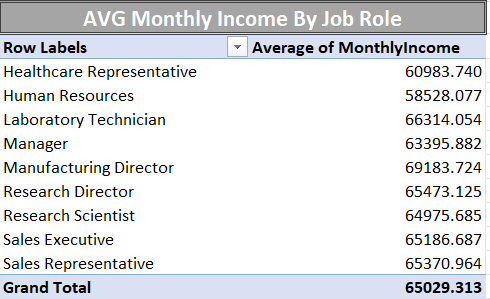 AVG Monthly Income By Job Role
Row Labels Average of MonthlyIncome
Healthcare Representative 60983.740
Human Resources 58528.077
Laboratory Technician 66314.054
Manager 63395.882
Manufacturing Director 69183.724
Research Director 65473.125
Research Scientist 64975.685
Sales Executive 65186.687
Sales Representative 65370.964
Grand Total 65029.313